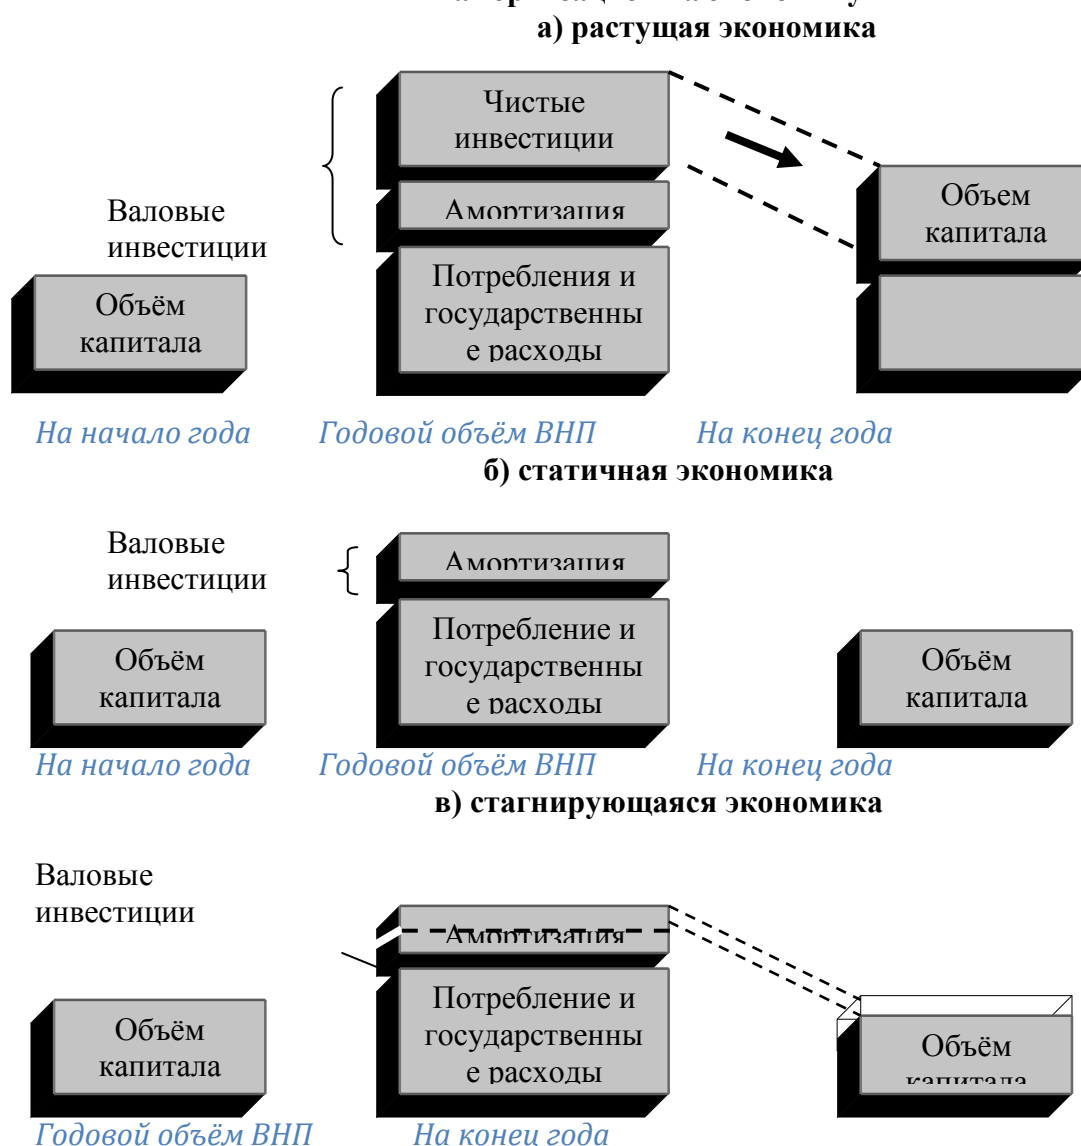 а) растущая экономика
Чистые
инвестиции
Валовые
инвестиции
Амортизация
Объем
капитала
Объём
капитала
Потребления и
государственны
е расходы
На начало года
Годовой объём ВНП
На конец года
б) статичная экономика
Валовые
инвестиции
Амортизация
Объём
капитала
Потребление и
государственны
е расходы
Объём
капитала
На начало года
Годовой объём ВНП
На конец года
в) стагнирующаяся экономика
Валовые
инвестиции
Амортизация
Объём
капитала
Потребление и
государственны
е расходы
Объём
капитала
Годовой объём ВНП
На конец года